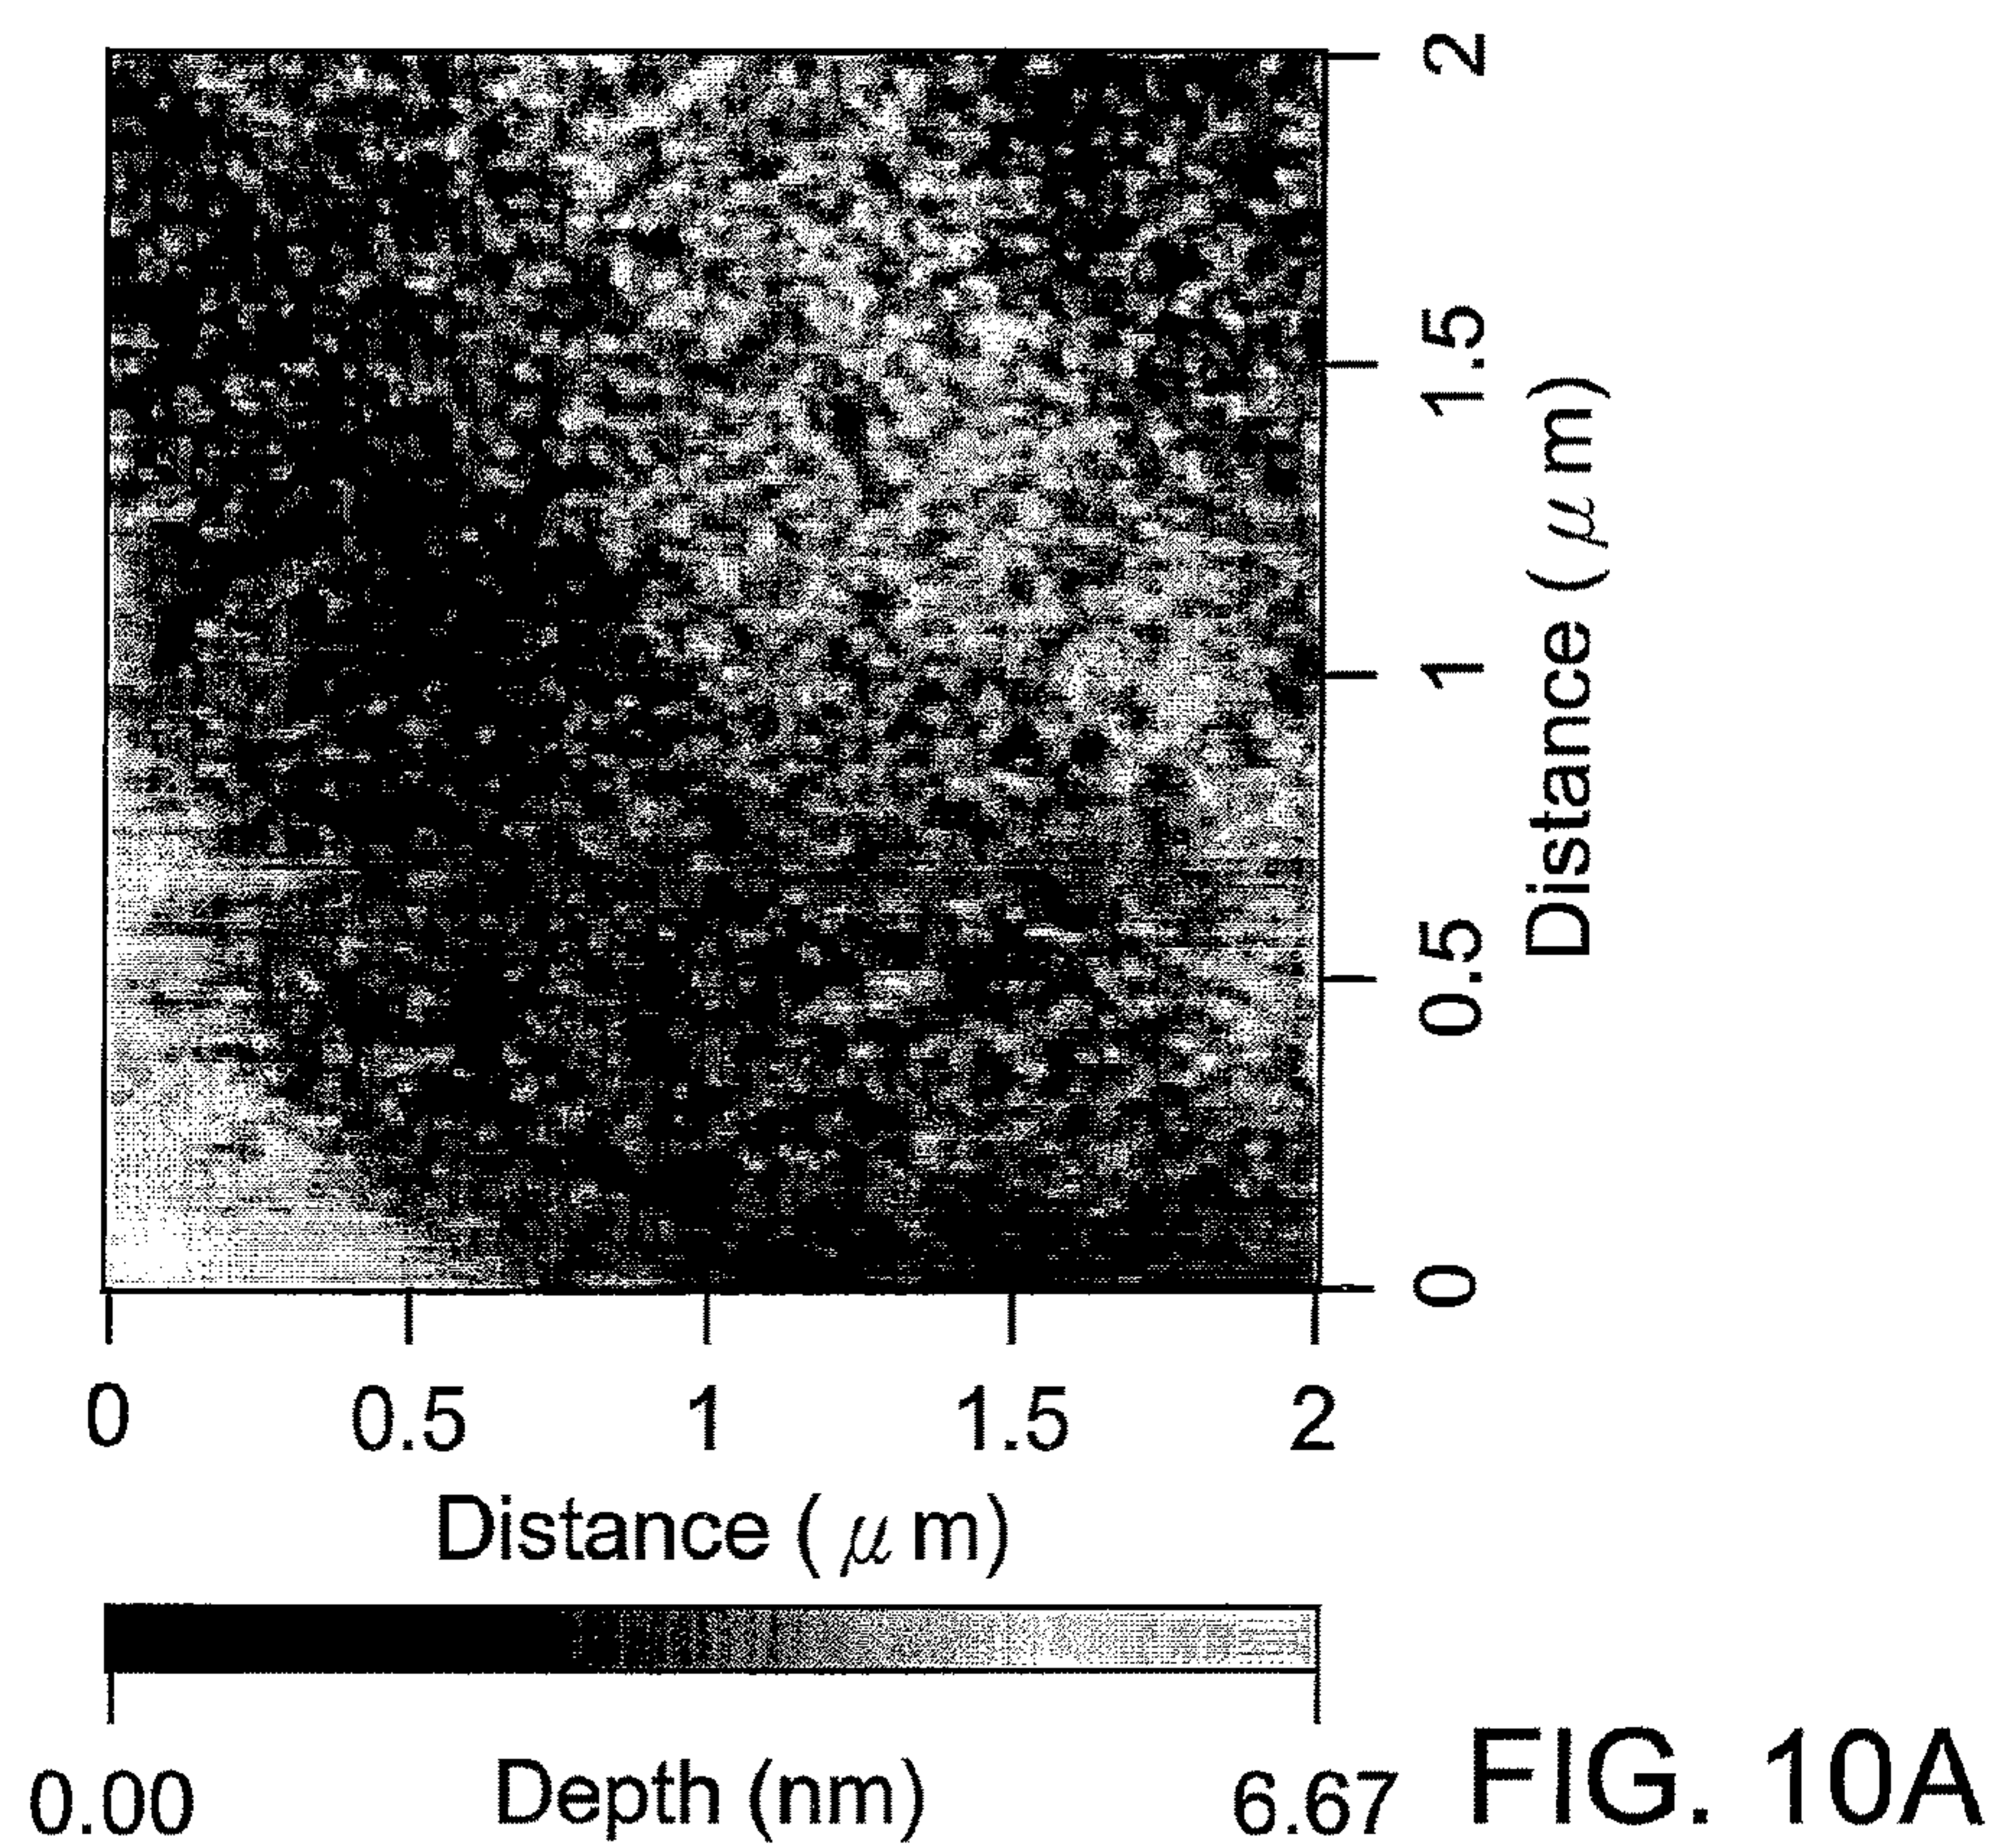 2
1.5
1
0.5
0
Distance (μm)
0 0.5 1 1.5 2
Distance (μm)
0.00 Depth (nm) 6.67
FIG. 10A